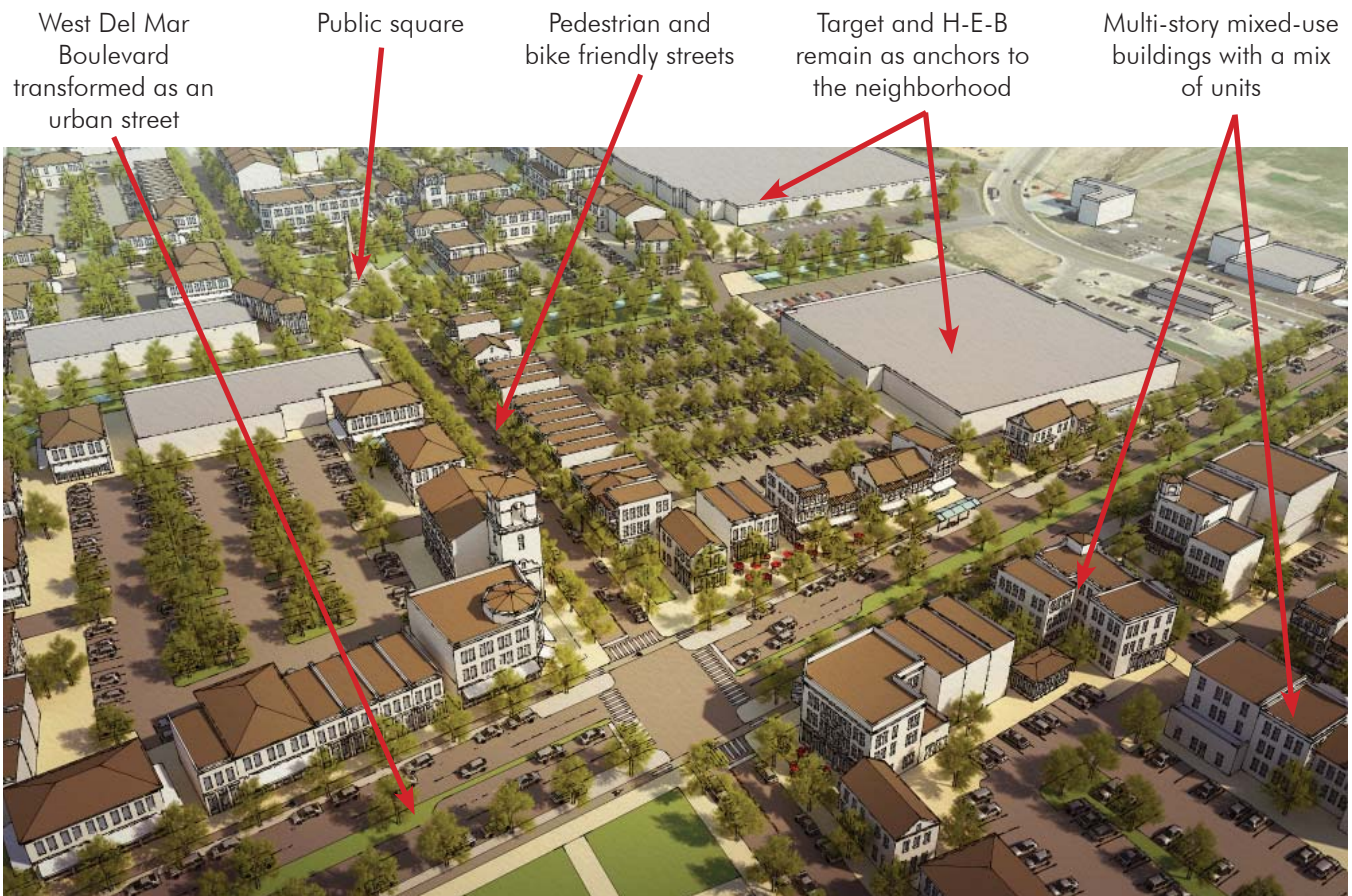 West Del Mar
Boulevard
transformed as an
urban street
Public square
Pedestrian and
bike friendly streets
Target and H-E-B
remain as anchors to
the neighborhood
Multi-story mixed-use
buildings with a mix
of units